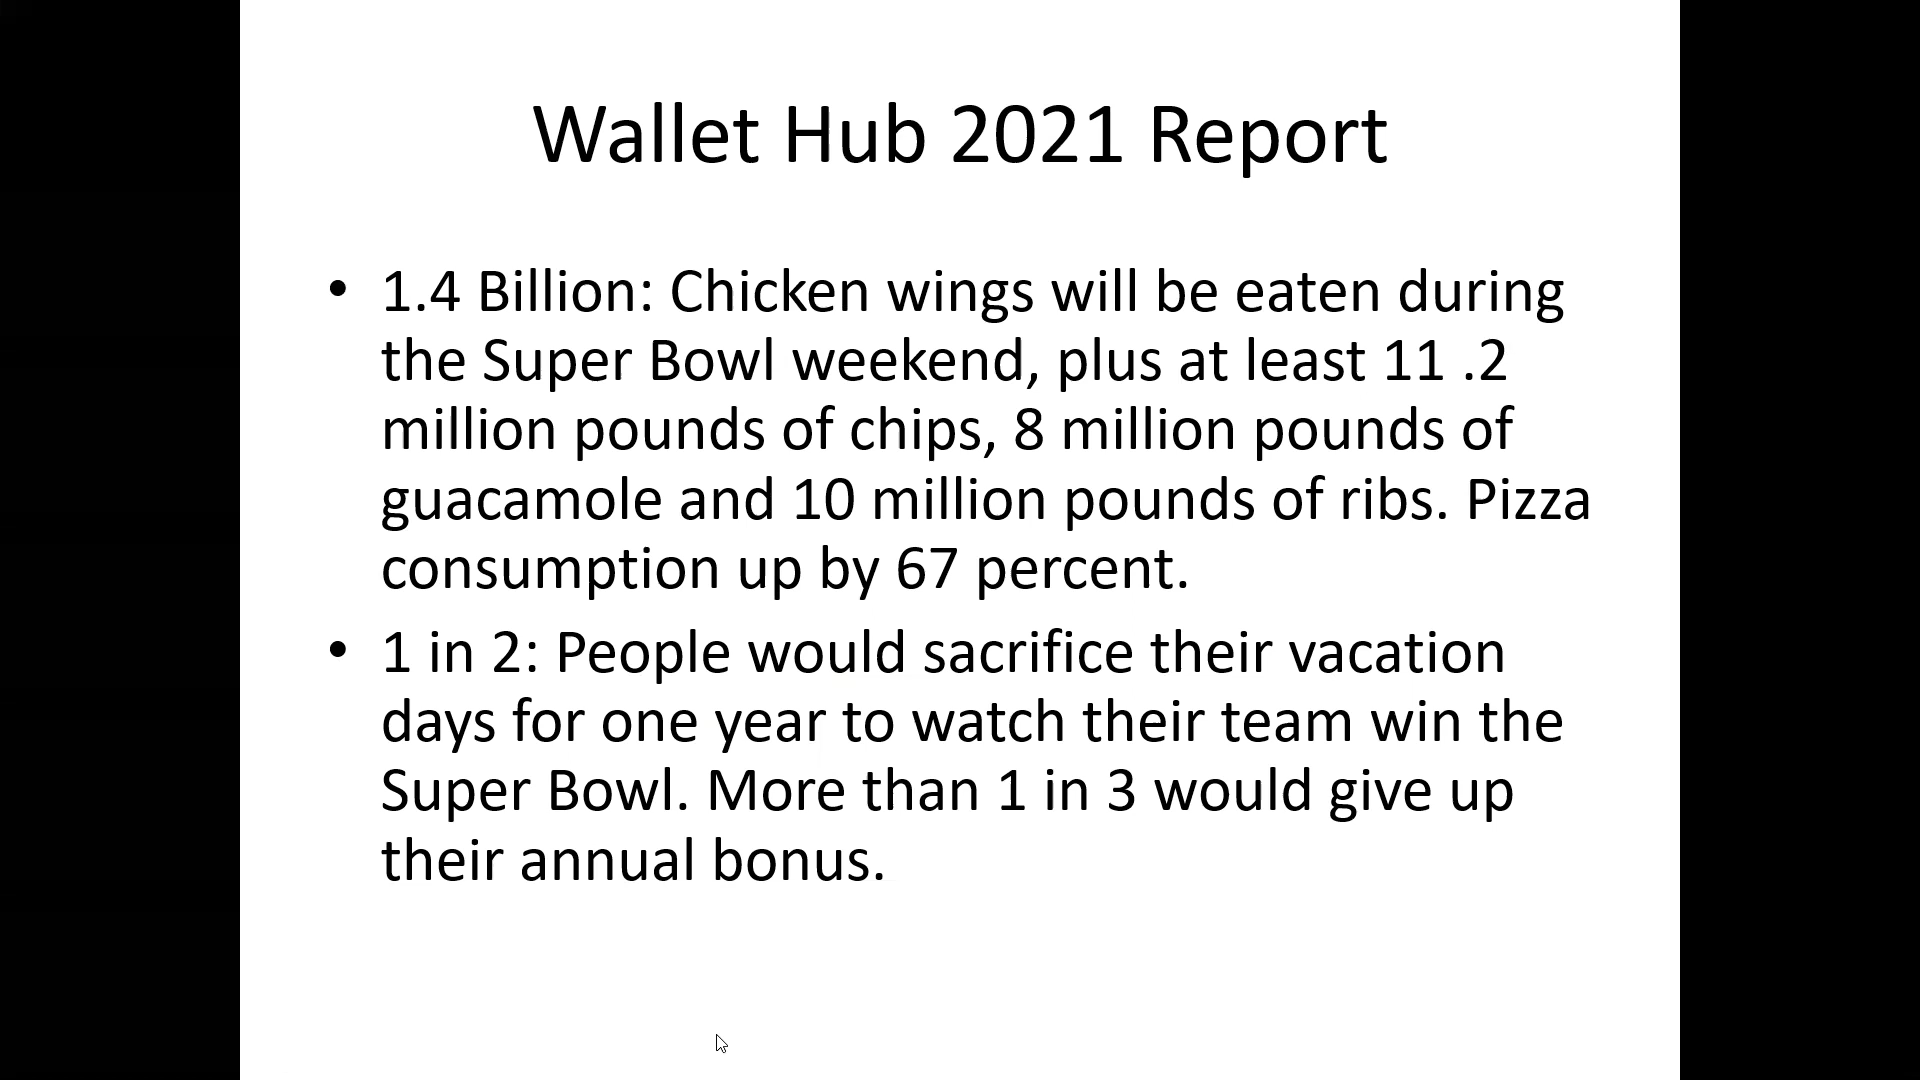 Wallet Hub 2021 Report
• 1.4 Billion: Chicken wings will be eaten during
the Super Bowl weekend, plus at least 11 .2
million pounds of chips, 8 million pounds of
guacamole and 10 million pounds of ribs. Pizza
consumption up by 67 percent.
• 1 in 2: People would sacrifice their vacation
days for one year to watch their team win the
Super Bowl. More than 1 in 3 would give up
their annual bonus.